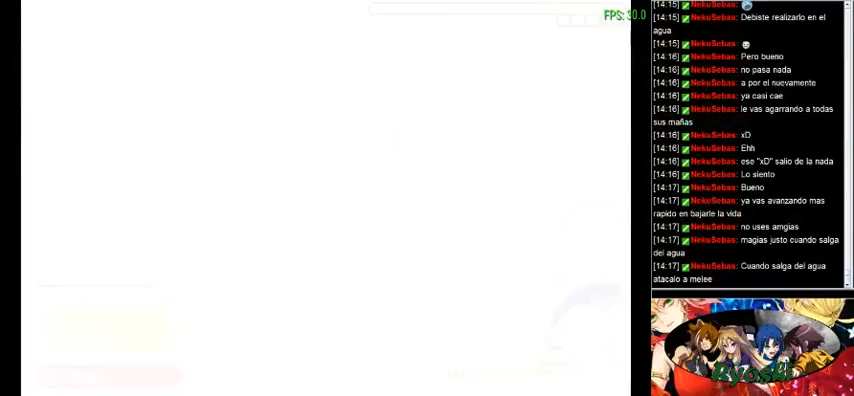 FPS: 30.0
[14:15] NekuSebas:
[14:15] NekuSebas: Debiste realizarlo en el
agua
[14:15] NekuSebas:
[14:16] NekuSebas: Pero bueno
[14:16] NekuSebas: no pasa nada
[14:16] NekuSebas: a por el nuevamente
[14:16] NekuSebas: ya casi cae
[14:16] NekuSebas: le vas agarrando a todas
sus mañas
[14:16] NekuSebas: xD
[14:16] NekuSebas: Ehh
[14:16] NekuSebas: ese "xD" salio de la nada
[14:16] NekuSebas: Lo siento
[14:17] NekuSebas: Bueno
[14:17] NekuSebas: ya vas avanzando mas
rapido en bajarle la vida
[14:17] NekuSebas: no uses amgias
[14:17] NekuSebas: magias justo cuando salga
del agua
[14:17] NekuSebas: Cuando salga del agua
atacalo a melee
Ryoski